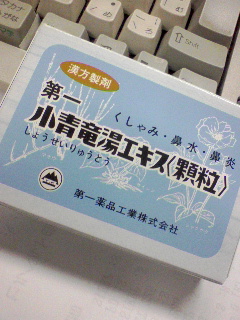 漢方製剤
くしゃみ・鼻水・鼻炎
第一
小青竜湯エキス〈顆粒〉
しょうせいりゅうとう
第一薬品工業株式会社